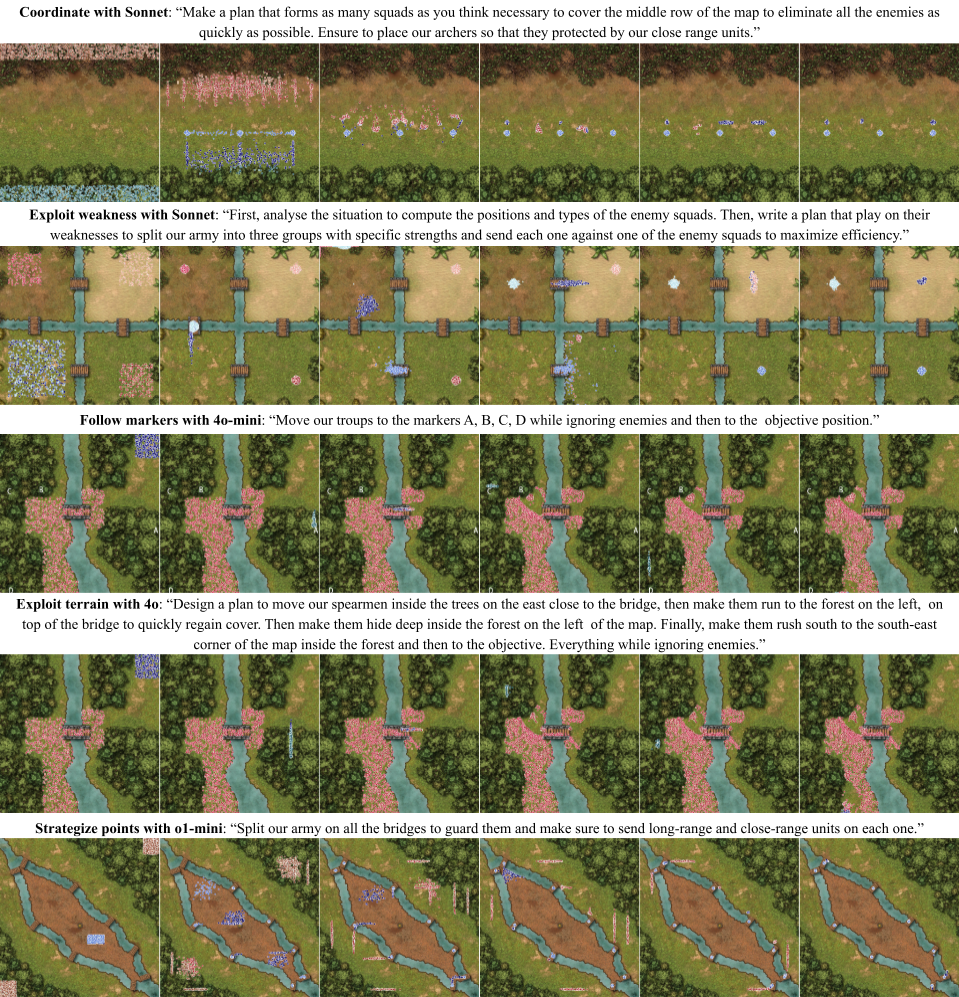 Coordinate with Sonnet: “Make a plan that forms as many squads as you think necessary to cover the middle row of the map to eliminate all the enemies as
quickly as possible. Ensure to place our archers so that they protected by our close range units.”
Exploit weakness with Sonnet: “First, analyse the situation to compute the positions and types of the enemy squads. Then, write a plan that play on their
weaknesses to split our army into three groups with specific strengths and send each one against one of the enemy squads to maximize efficiency.”
Follow markers with 4o-mini: “Move our troups to the markers A, B, C, D while ignoring enemies and then to the objective position.”
C B C B C B C B C B C B
A A A A A A
D D D D D D
Exploit terrain with 4o: “Design a plan to move our spearmen inside the trees on the east close to the bridge, then make them run to the forest on the left, on
top of the bridge to quickly regain cover. Then make them hide deep inside the forest on the left of the map. Finally, make them rush south to the south-east
corner of the map inside the forest and then to the objective. Everything while ignoring enemies.”
Strategize points with o1-mini: “Split our army on all the bridges to guard them and make sure to send long-range and close-range units on each one.”